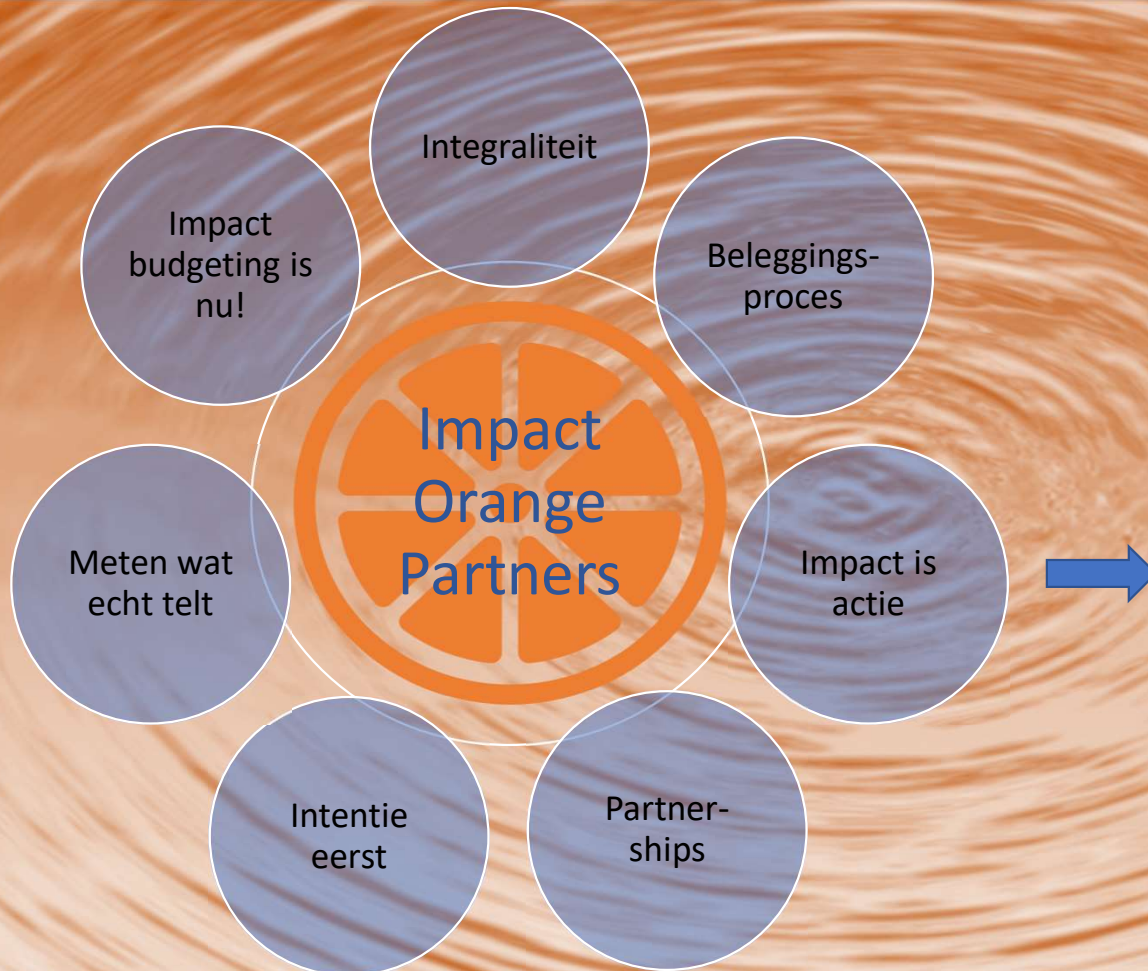 Integraliteit
Impact
budgeting is
nu!
Beleggings-
proces
Impact
Orange
Partners
Meten wat
echt telt
Impact is
actie
Intentie
eerst
Partner-
ships